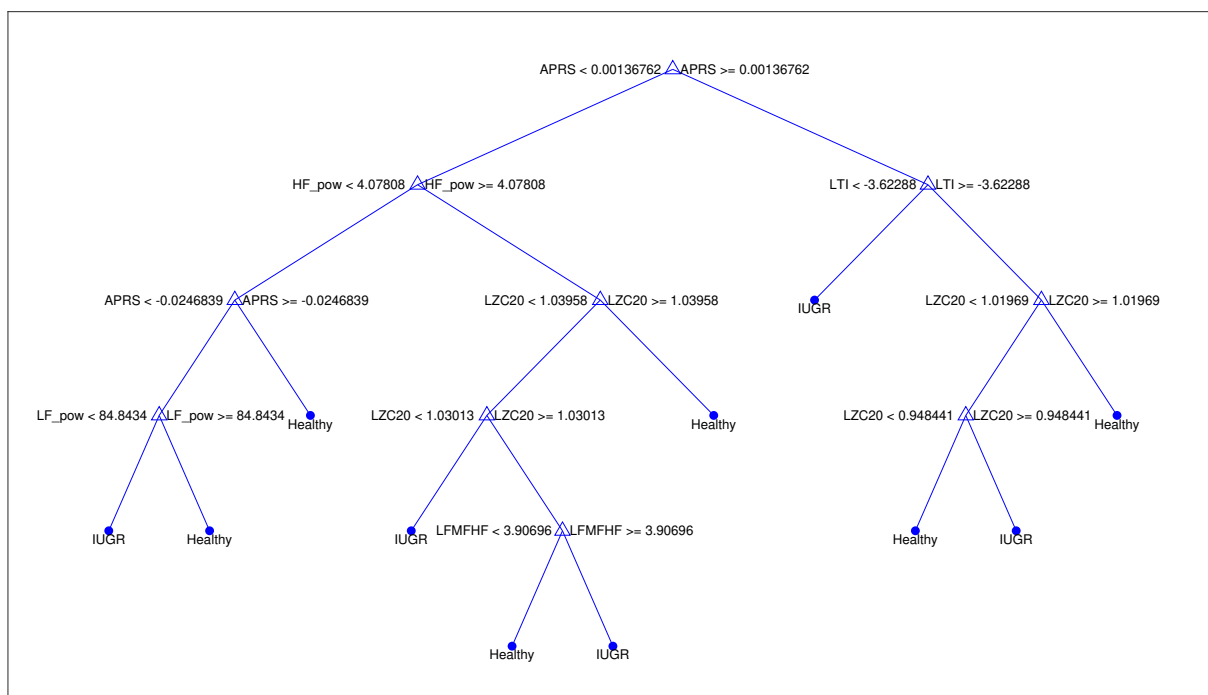 APRS < 0.00136762 APRS >= 0.00136762
HF_pow < 4.07808 HF_pow >= 4.07808
LTI < -3.62288 LTI >= -3.62288
APRS < -0.0246839 APRS >= -0.0246839
LZC20 < 1.03958 LZC20 >= 1.03958
IUGR
LZC20 < 1.01969 LZC20 >= 1.01969
LF_pow < 84.8434 LF_pow >= 84.8434
Healthy
LZC20 < 1.03013 LZC20 >= 1.03013
Healthy
LZC20 < 0.948441 LZC20 >= 0.948441
Healthy
IUGR
Healthy
IUGR
LFMFHF < 3.90696 LFMFHF >= 3.90696
Healthy
IUGR
Healthy
IUGR